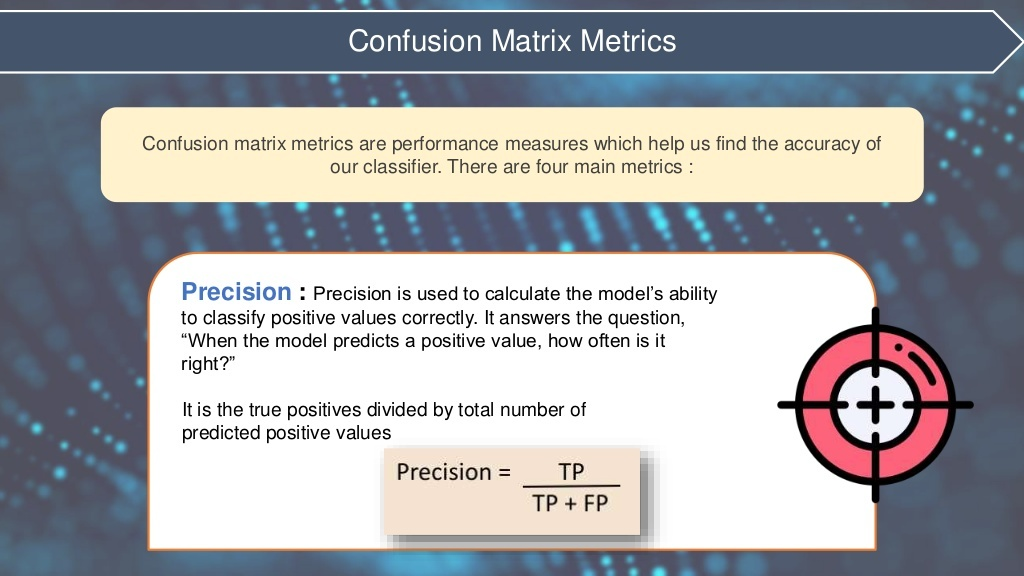 Confusion Matrix Metrics
Confusion matrix metrics are performance measures which help us find the accuracy of
our classifier. There are four main metrics :
Precision : Precision is used to calculate the model’s ability
to classify positive values correctly. It answers the question,
“When the model predicts a positive value, how often is it
right?”
It is the true positives divided by total number of
predicted positive values
Precision = TP
TP + FP